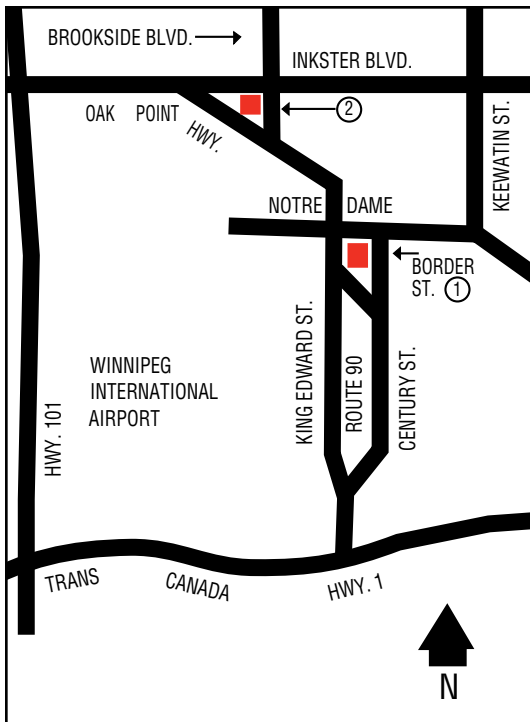 BROOKSIDE BLVD.
INKSTER BLVD.
OAK POINT HWY.
2
KEEWATIN ST.
NOTRE DAME
BORDER
ST. 1
WINNIPEG
INTERNATIONAL
AIRPORT
HWY. 101
KING EDWARD ST.
ROUTE 90
CENTURY ST.
TRANS CANADA HWY. 1
N